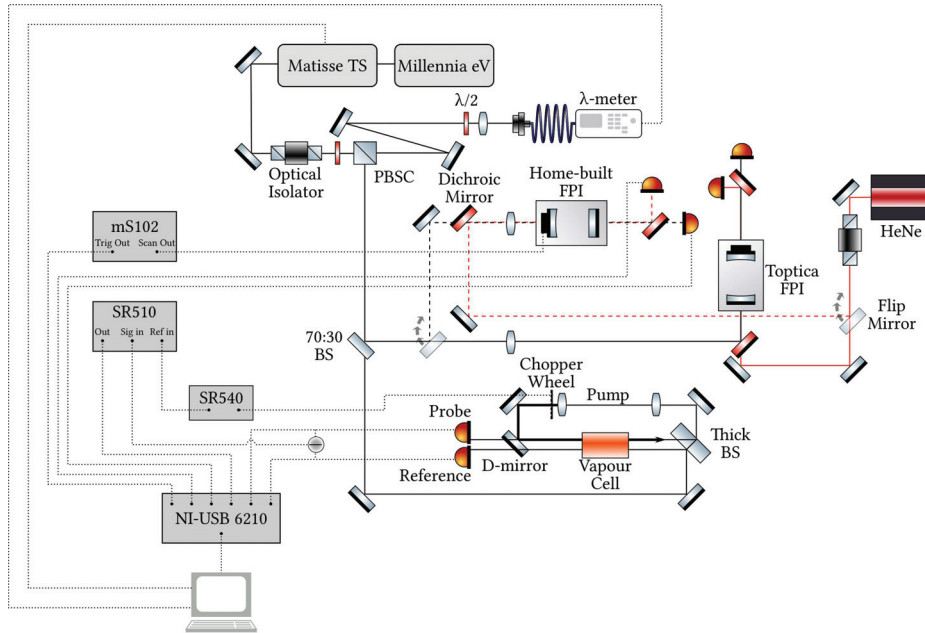 Matisse TS
Millennia eV
λ/2
λ-meter
Optical
Isolator
PBSC
Dichroic
Mirror
Home-built
FPI
HeNe
mS102
Trig Out
Scan Out
Toptica
FPI
SR510
Out
Sig in
Ref in
70:30
BS
Flip
Mirror
Chopper
Wheel
Pump
SR540
Probe
Thick
BS
D-mirror
Vapour
Cell
Reference
NI-USB 6210